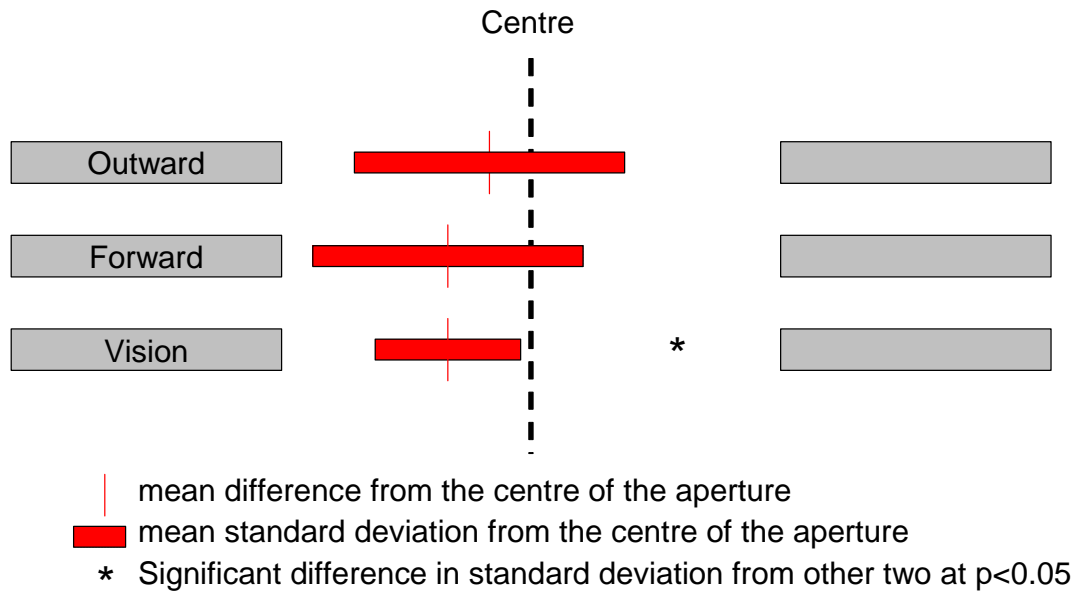 Centre
Outward
Forward
Vision
*
mean difference from the centre of the aperture
mean standard deviation from the centre of the aperture
* Significant difference in standard deviation from other two at p<0.05